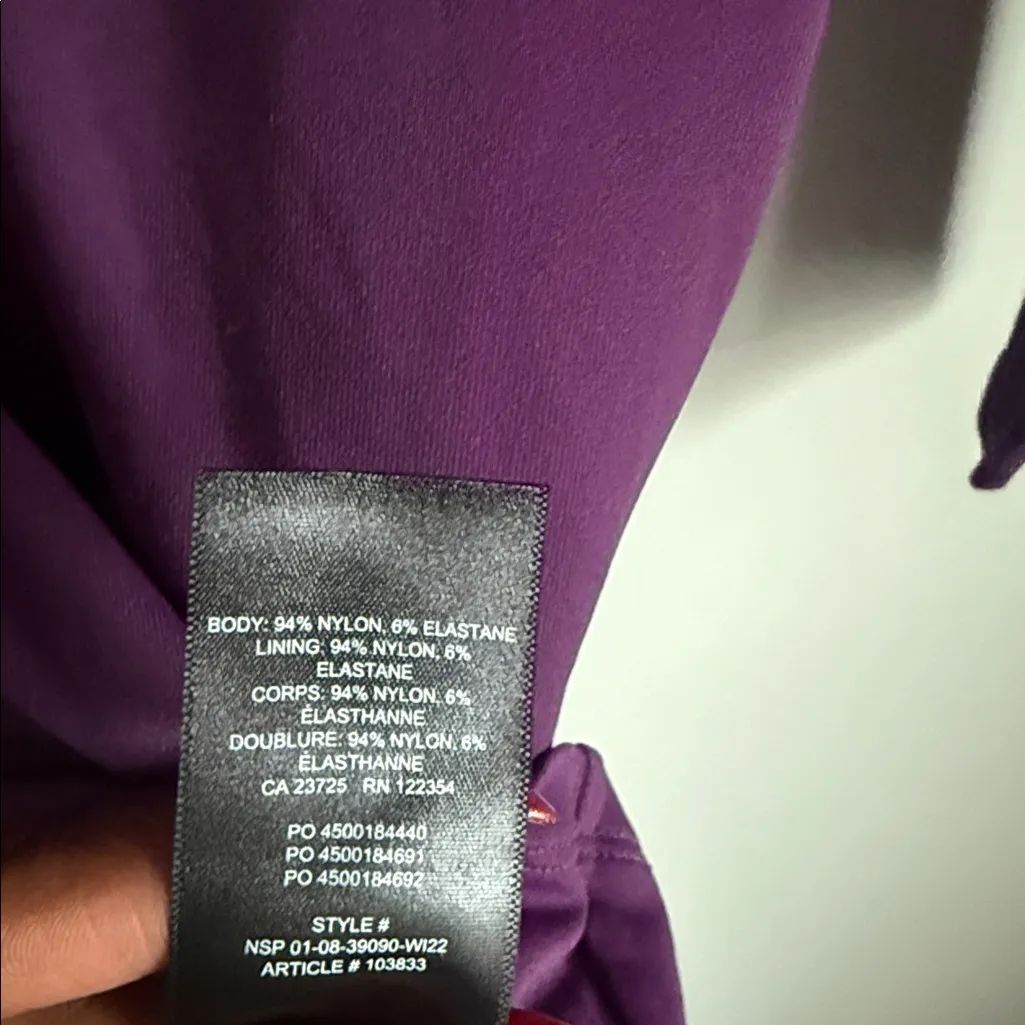 BODY: 94% NYLON, 6% ELASTANE
LINING: 94% NYLON, 6%
ELASTANE
CORPS: 94% NYLON, 6%
ÉLASTHANNE
DOUBLURE: 94% NYLON, 6%
ÉLASTHANNE
CA 23725 RN 122354
PO 4500184440
PO 4500184691
PO 4500184692
STYLE #
NSP 01-08-39090-WI22
ARTICLE # 103833